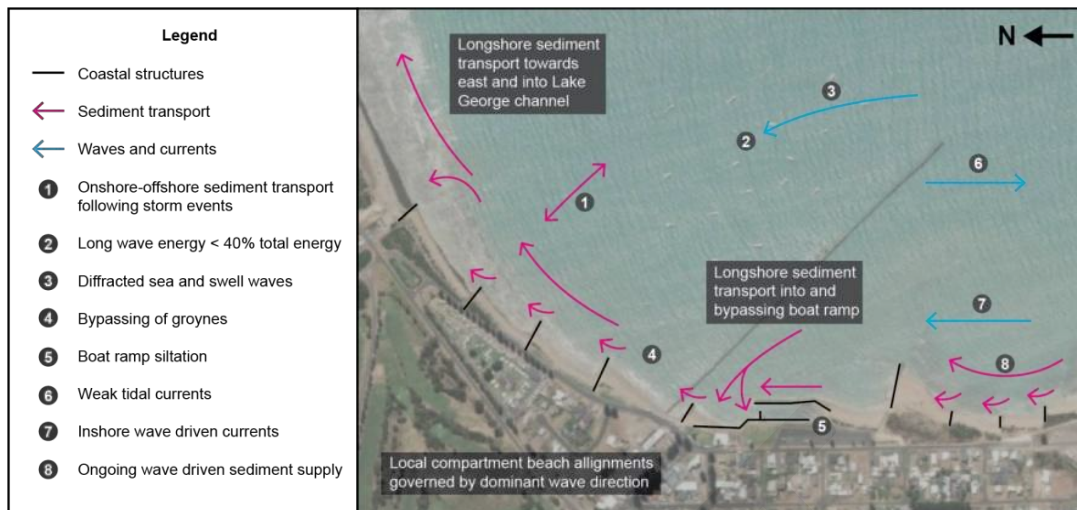 Legend
Coastal structures
Sediment transport
Waves and currents
1 Onshore-offshore sediment transport
following storm events
2 Long wave energy < 40% total energy
3 Diffracted sea and swell waves
4 Bypassing of groynes
5 Boat ramp siltation
6 Weak tidal currents
7 Inshore wave driven currents
8 Ongoing wave driven sediment supply
Longshore sediment
transport towards
east and into Lake
George channel
N
3
2
6
1
Longshore sediment
transport into and
bypassing boat ramp
7
4
8
5
Local compartment beach allignments
governed by dominant wave direction